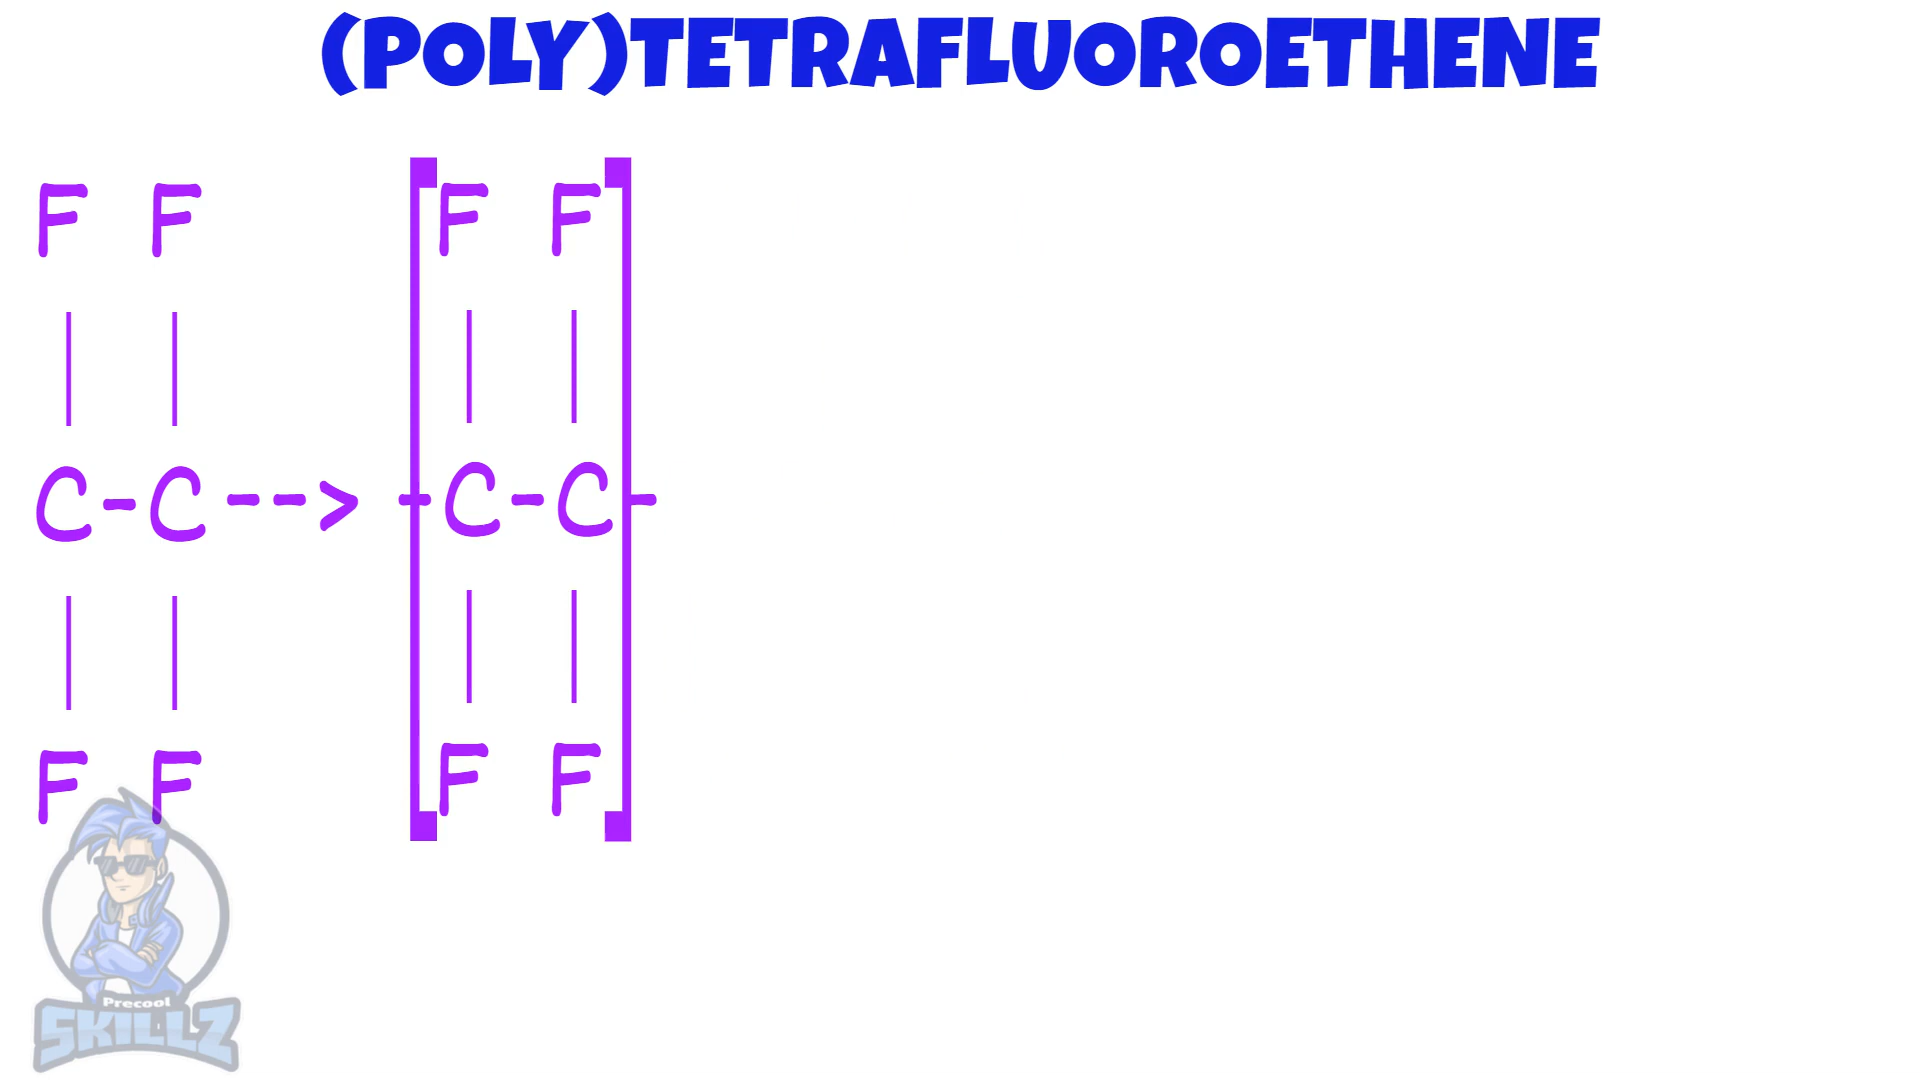 (POLY)TETRAFLUOROETHENE
F F [F F]
| | | |
C-C--> -C-C-
| | | |
F F [F F]
Precool
SKILLZ